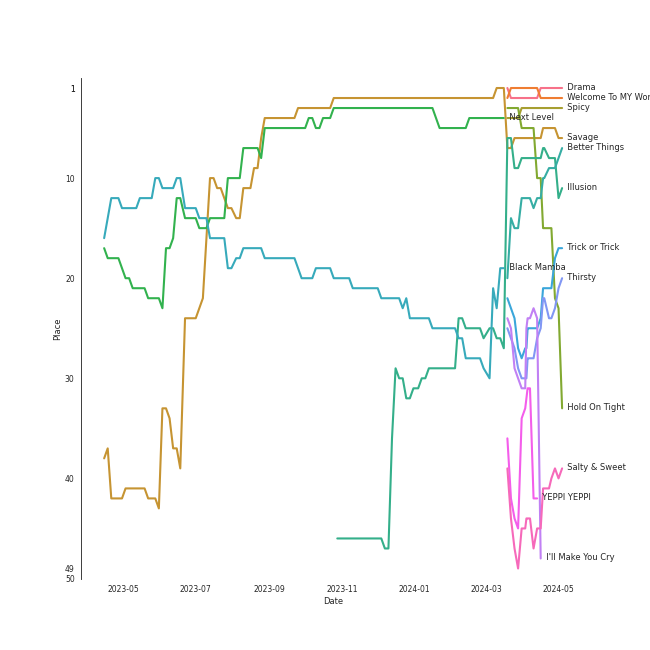 1
10
20
30
40
49
50
Place
2023-05
2023-07
2023-09
2023-11
2024-01
2024-03
2024-05
Date
Drama
Welcome To MY Wor
Spicy
Next Level
Savage
Better Things
Illusion
Trick or Trick
Black Mamba
Thirsty
Hold On Tight
Salty & Sweet
YEPPI YEPPI
I'll Make You Cry